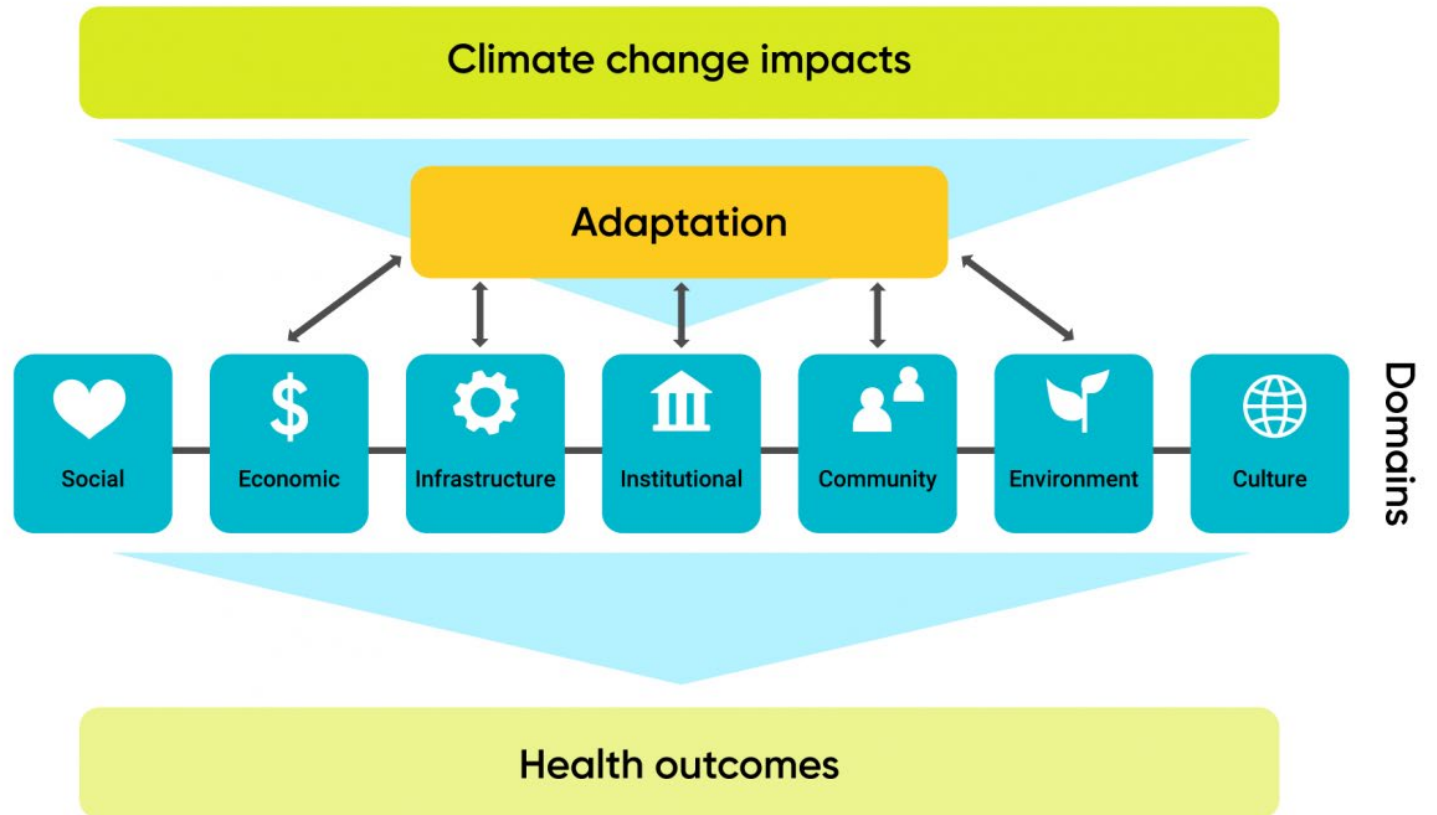 Climate change impacts
Adaptation
$
Social
Economic
Infrastructure
Institutional
Community
Environment
Culture
Domains
Health outcomes